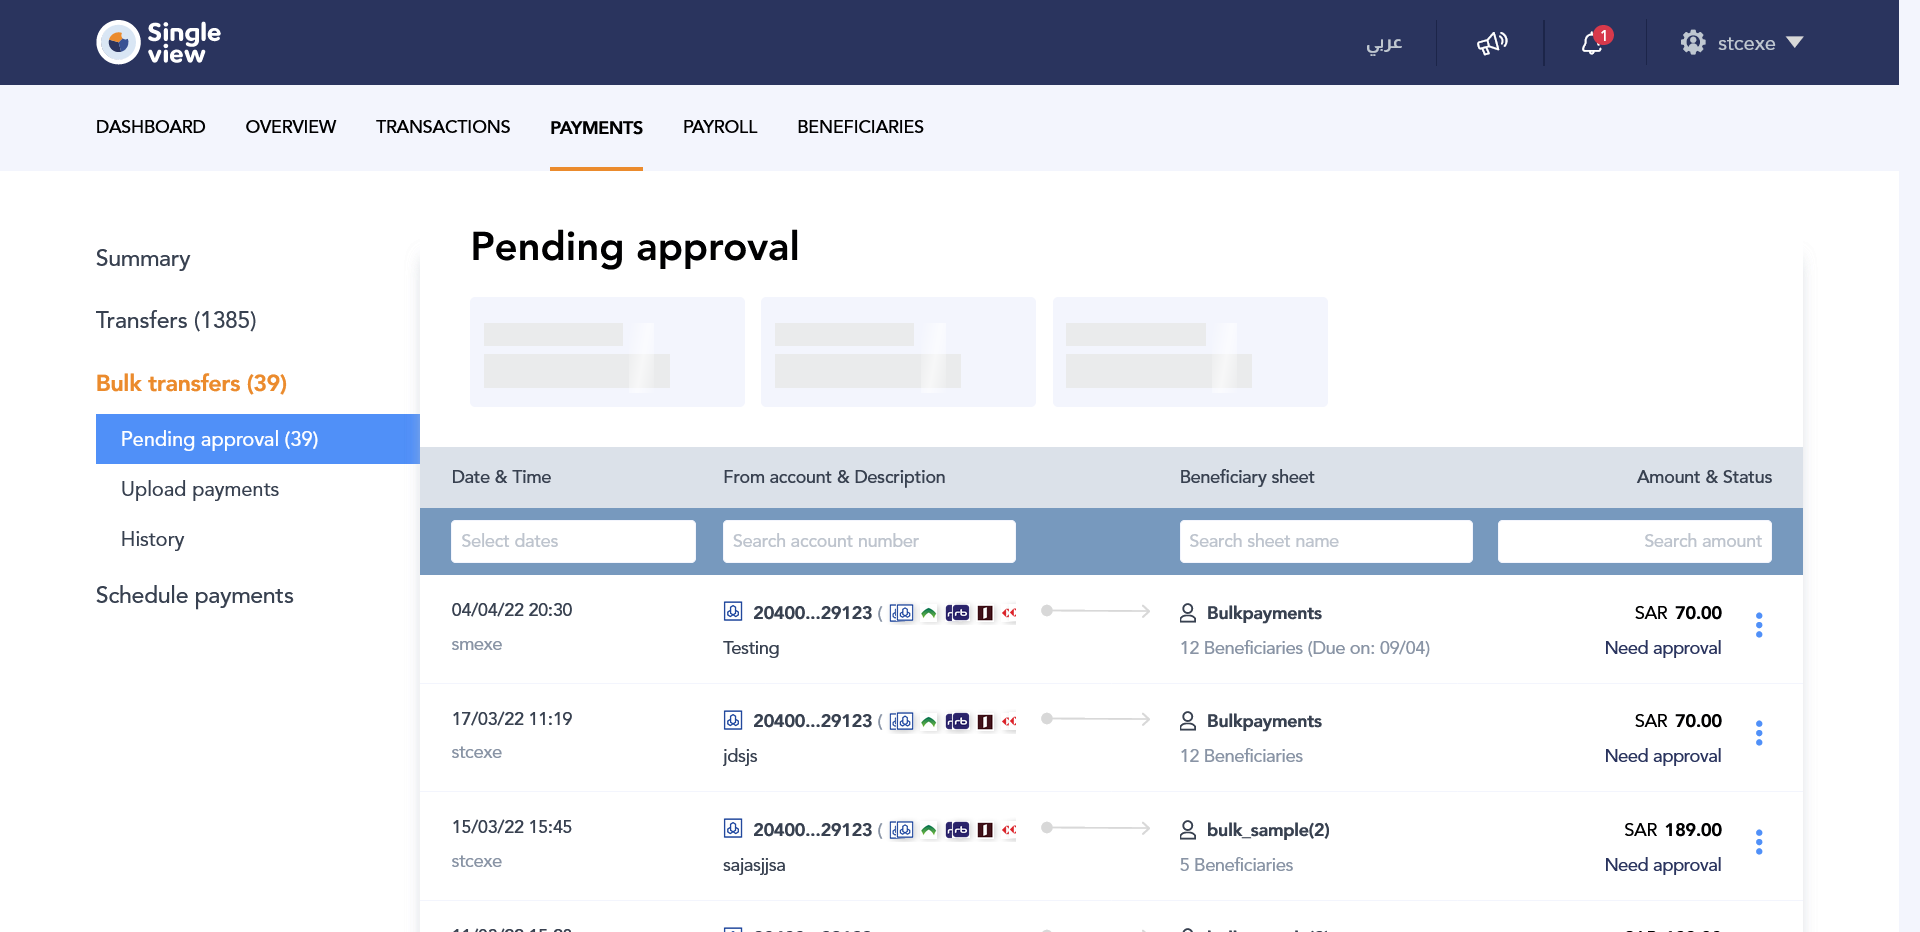 Single
view
عربي
1
stcexe
DASHBOARD OVERVIEW TRANSACTIONS PAYMENTS PAYROLL BENEFICIARIES
Summary
Transfers (1385)
Bulk transfers (39)
Pending approval (39)
Upload payments
History
Schedule payments
Pending approval
Date & Time From account & Description Beneficiary sheet Amount & Status
Select dates Search account number Search sheet name Search amount
04/04/22 20:30 20400...29123 ( Bulkpayments SAR 70.00
smexe Testing 12 Beneficiaries (Due on: 09/04) Need approval
17/03/22 11:19 20400...29123 ( Bulkpayments SAR 70.00
stcexe jdsjs 12 Beneficiaries Need approval
15/03/22 15:45 20400...29123 ( bulk_sample(2) SAR 189.00
stcexe sajasjjsa 5 Beneficiaries Need approval